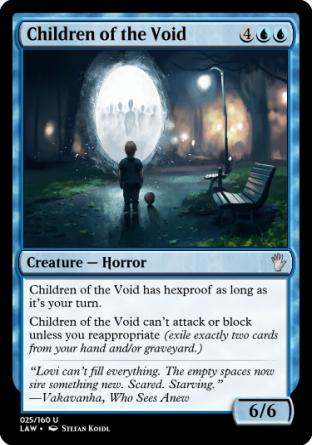 Children of the Void 4
Creature — Horror
Children of the Void has hexproof as long as
it's your turn.
Children of the Void can't attack or block
unless you reappropriate (exile exactly two cards
from your hand and/or graveyard.)
"Lovi can't fill everything. The empty spaces now
sire something new. Scared. Starving."
—Vakavanha, Who Sees Anew
6/6
025/160 U
LAW • Stefan Koidl